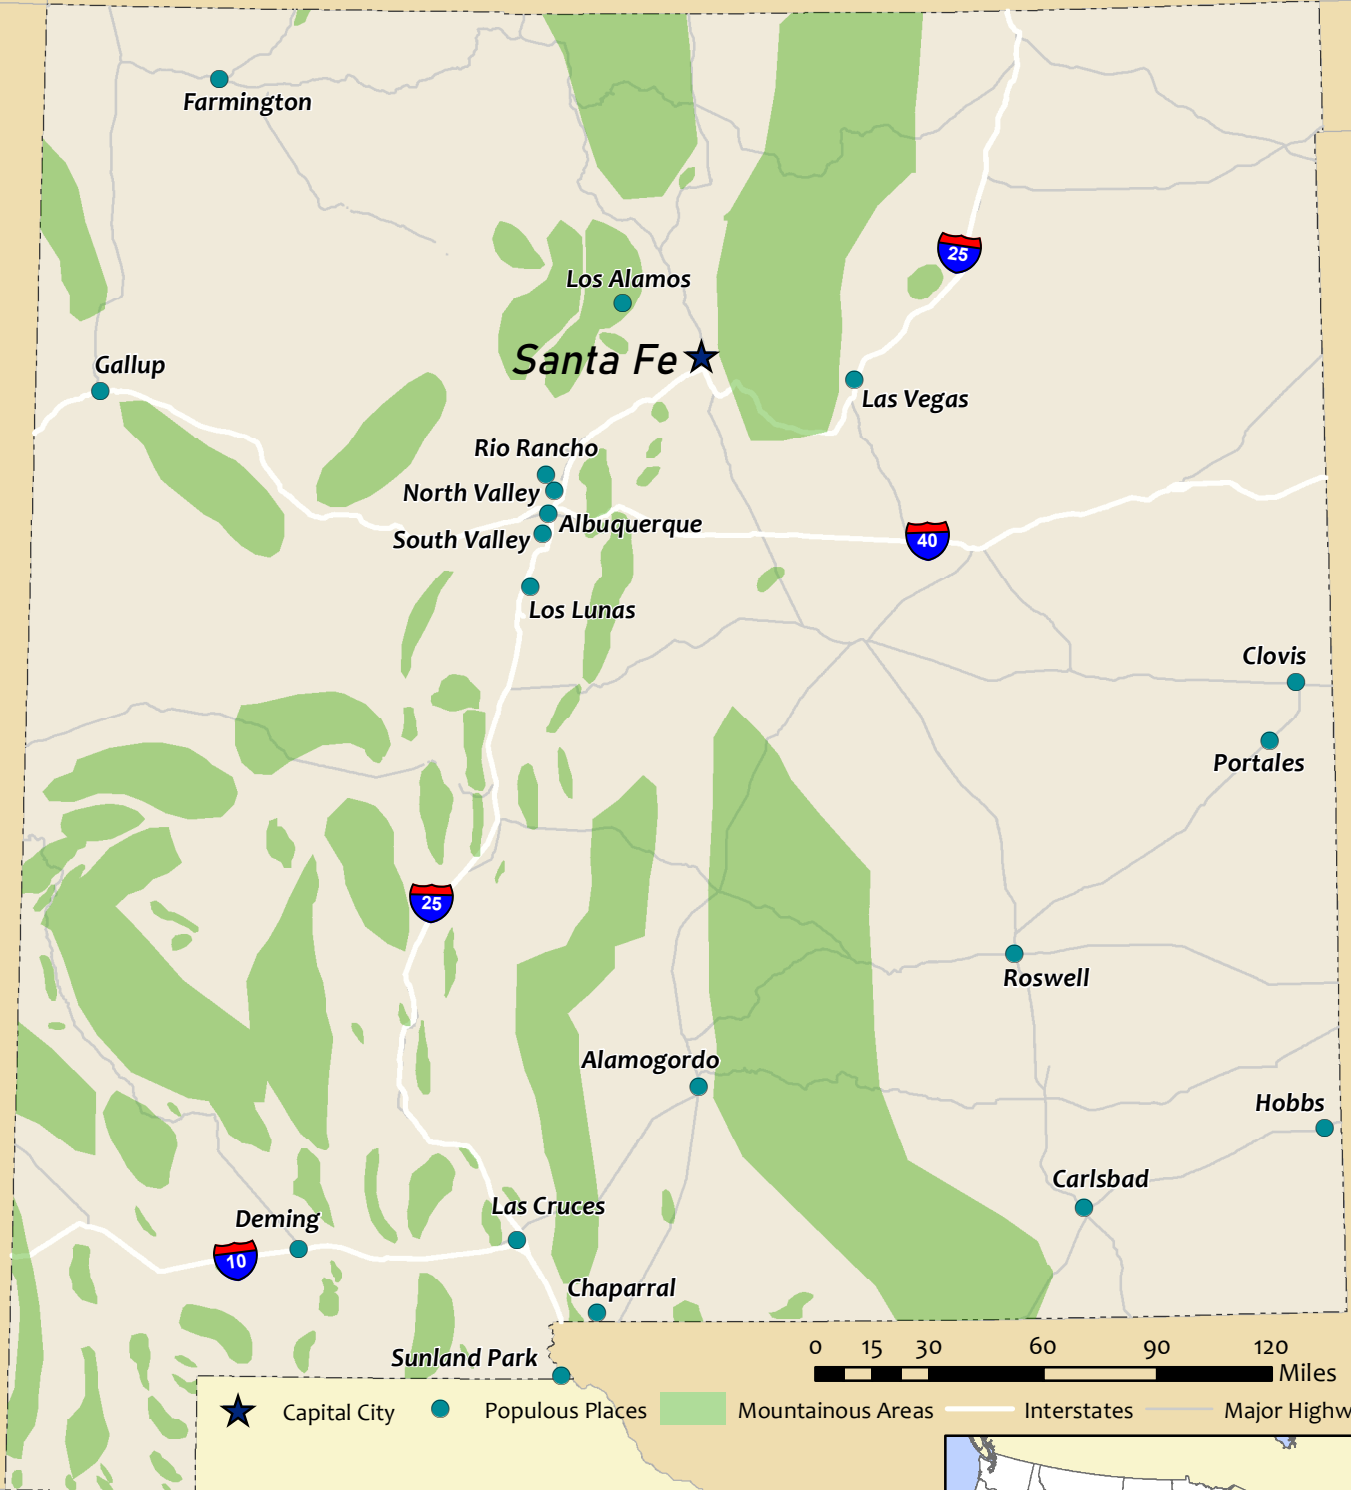 Farmington
25
Los Alamos
Santa Fe
Gallup
Las Vegas
Rio Rancho
North Valley
Albuquerque
South Valley
40
Los Lunas
Clovis
Portales
25
Roswell
Alamogordo
Hobbs
Carlsbad
Las Cruces
Deming
10
Chaparral
Sunland Park
0 15 30 60 90 120
Miles
Capital City
Populous Places
Mountainous Areas
Interstates
Major Highw